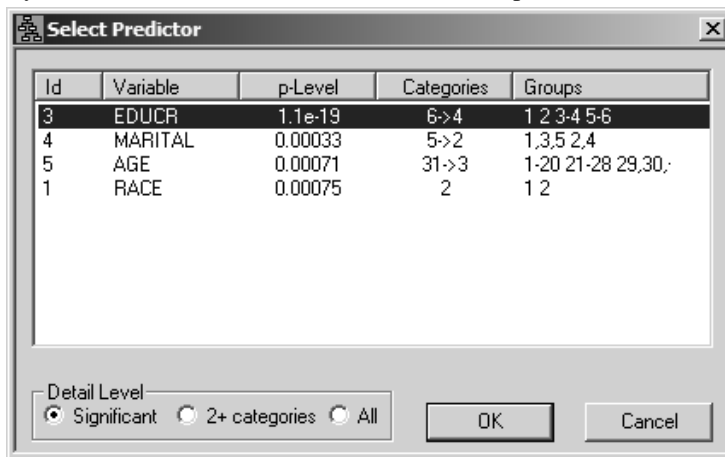 Select Predictor
Id Variable p-Level Categories Groups
3 EDUCR 1.1e-19 6->4 1 2 3-4 5-6
4 MARITAL 0.00033 5->2 1,3,5 2,4
5 AGE 0.00071 31->3 1-20 21-28 29,30,
1 RACE 0.00075 2 1 2
Detail Level
Significant 2+ categories All
OK Cancel